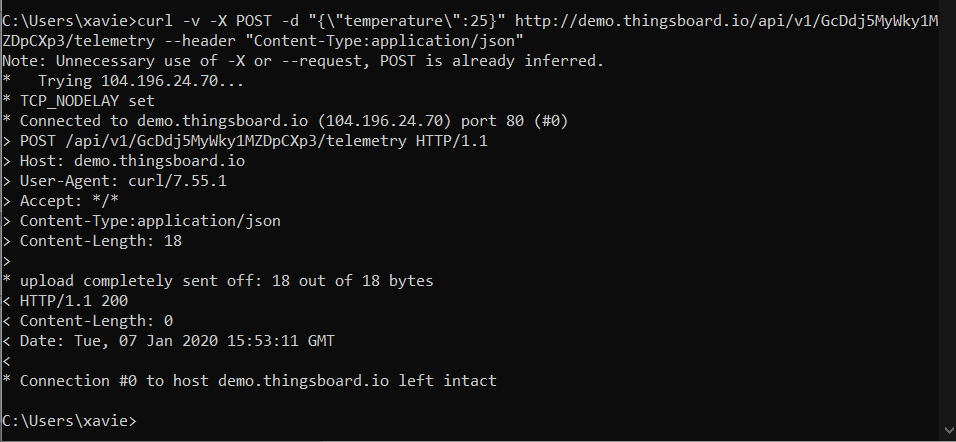 C:\Users\xavie>curl -v -X POST -d "{\"temperature\":25}" http://demo.thingsboard.io/api/v1/GcDdj5MyWky1M
ZDpCXp3/telemetry --header "Content-Type:application/json"
Note: Unnecessary use of -X or --request, POST is already inferred.
*   Trying 104.196.24.70...
* TCP_NODELAY set
* Connected to demo.thingsboard.io (104.196.24.70) port 80 (#0)
> POST /api/v1/GcDdj5MyWky1MZDpCXp3/telemetry HTTP/1.1
> Host: demo.thingsboard.io
> User-Agent: curl/7.55.1
> Accept: */*
> Content-Type:application/json
> Content-Length: 18
>
* upload completely sent off: 18 out of 18 bytes
< HTTP/1.1 200
< Content-Length: 0
< Date: Tue, 07 Jan 2020 15:53:11 GMT
<
* Connection #0 to host demo.thingsboard.io left intact
C:\Users\xavie>